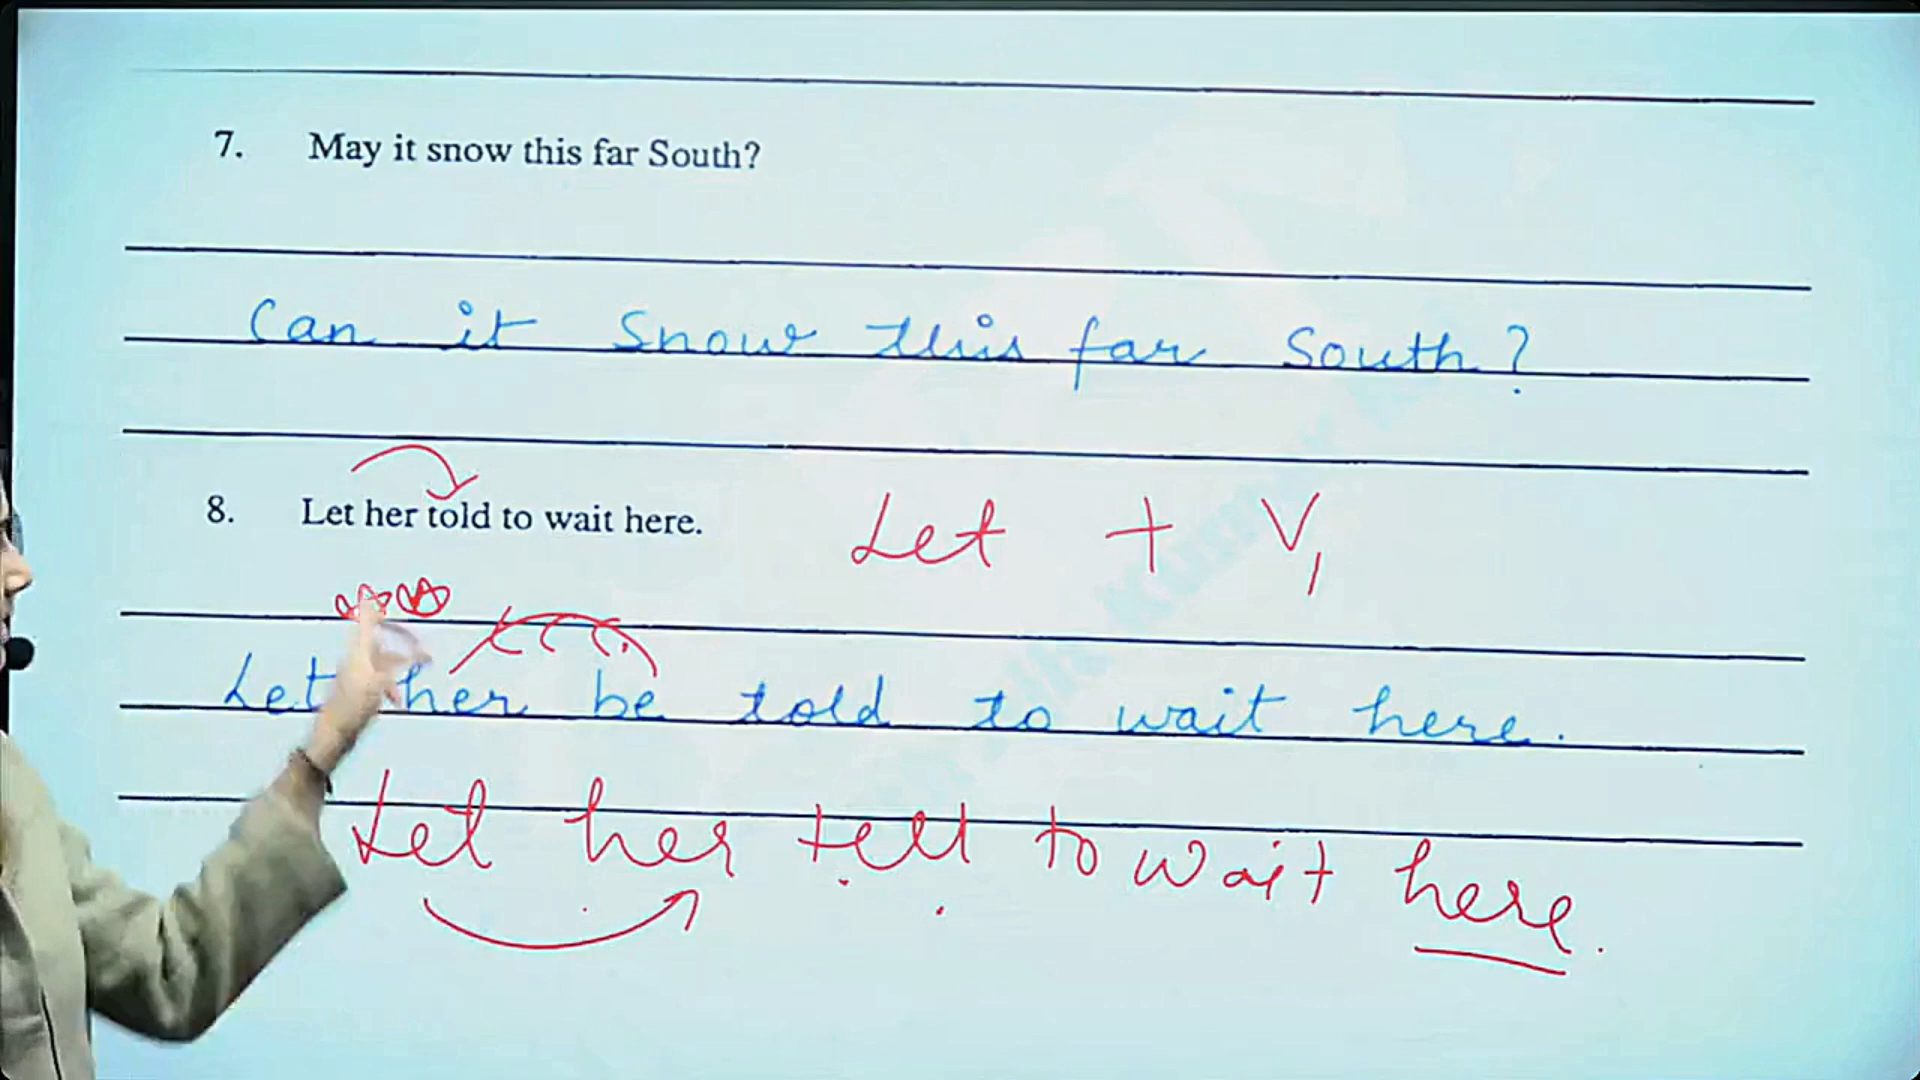 7. May it snow this far South?
Can it snow this far South?
8. Let her told to wait here.
Let + V1
Let her be told to wait here.
Let her tell to wait here.